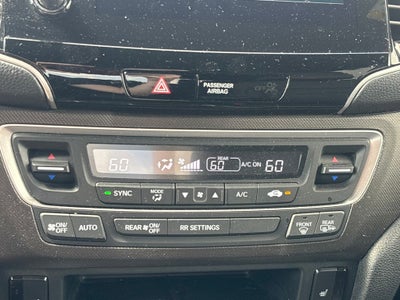 PASSENGER
AIRBAG
60 REAR 60 A/C ON 60
SYNC MODE A/C
ON/OFF AUTO REAR ON/OFF RR SETTINGS FRONT REAR